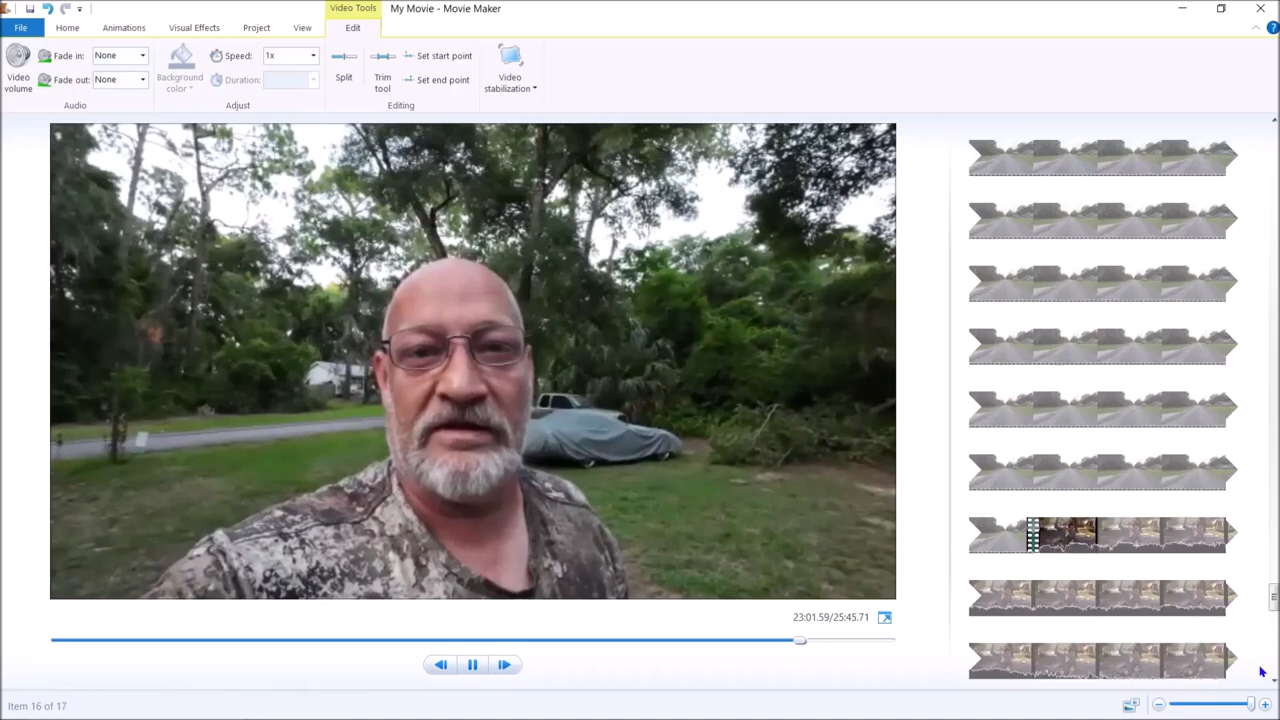 Video Tools
My Movie - Movie Maker
File Home Animations Visual Effects Project View Edit
Video volume
Fade in: None
Fade out: None
Audio
Background color
Speed: 1x
Duration:
Adjust
Split
Trim tool
Set start point
Set end point
Editing
Video stabilization
23:01.59/25:45.71
Item 16 of 17